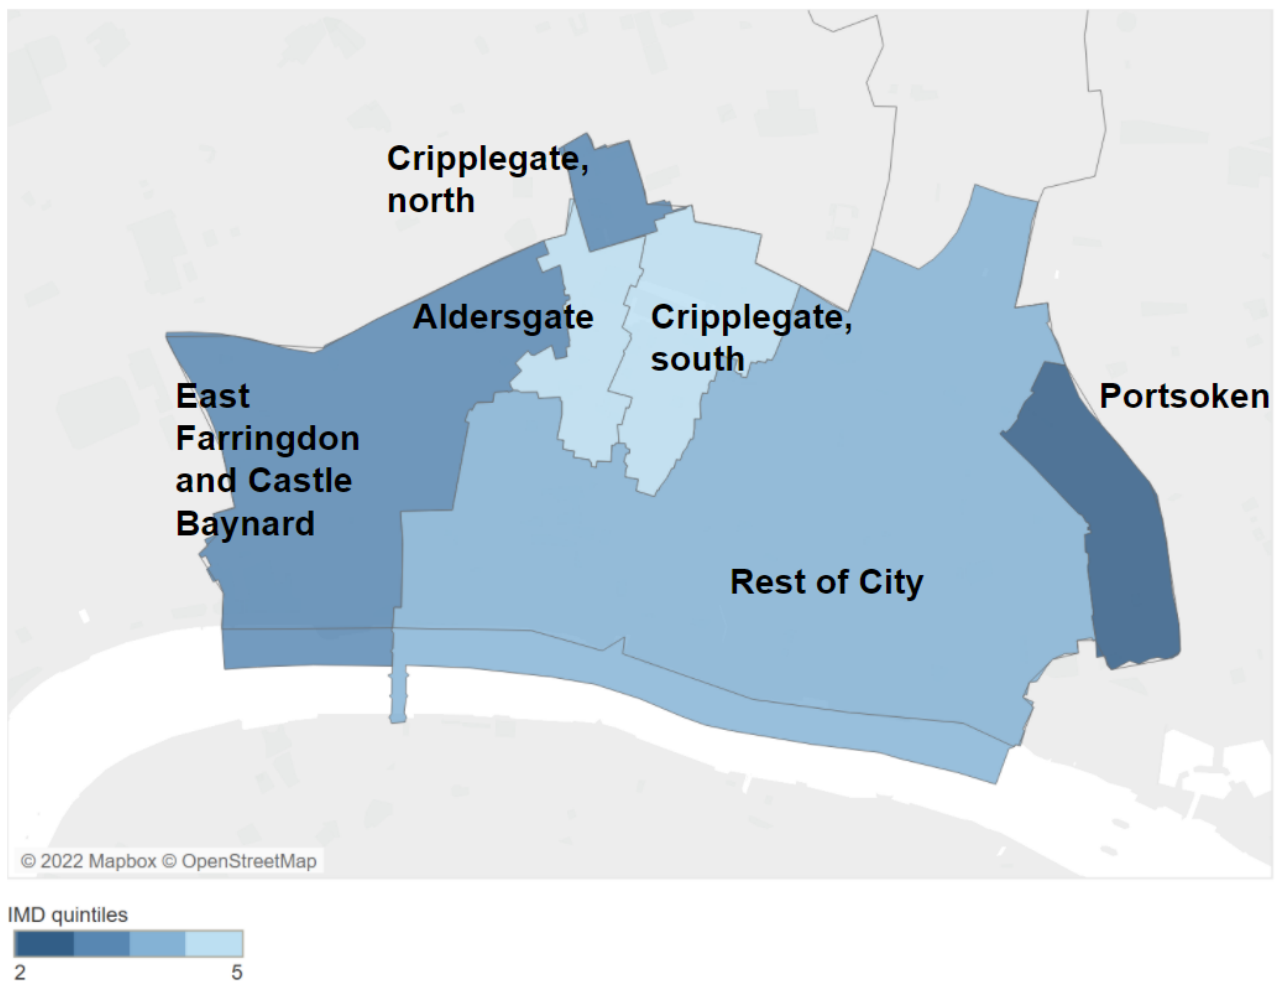 Cripplegate,
north
Aldersgate
Cripplegate,
south
East
Farringdon
and Castle
Baynard
Portsoken
Rest of City
© 2022 Mapbox © OpenStreetMap
IMD quintiles
2
5